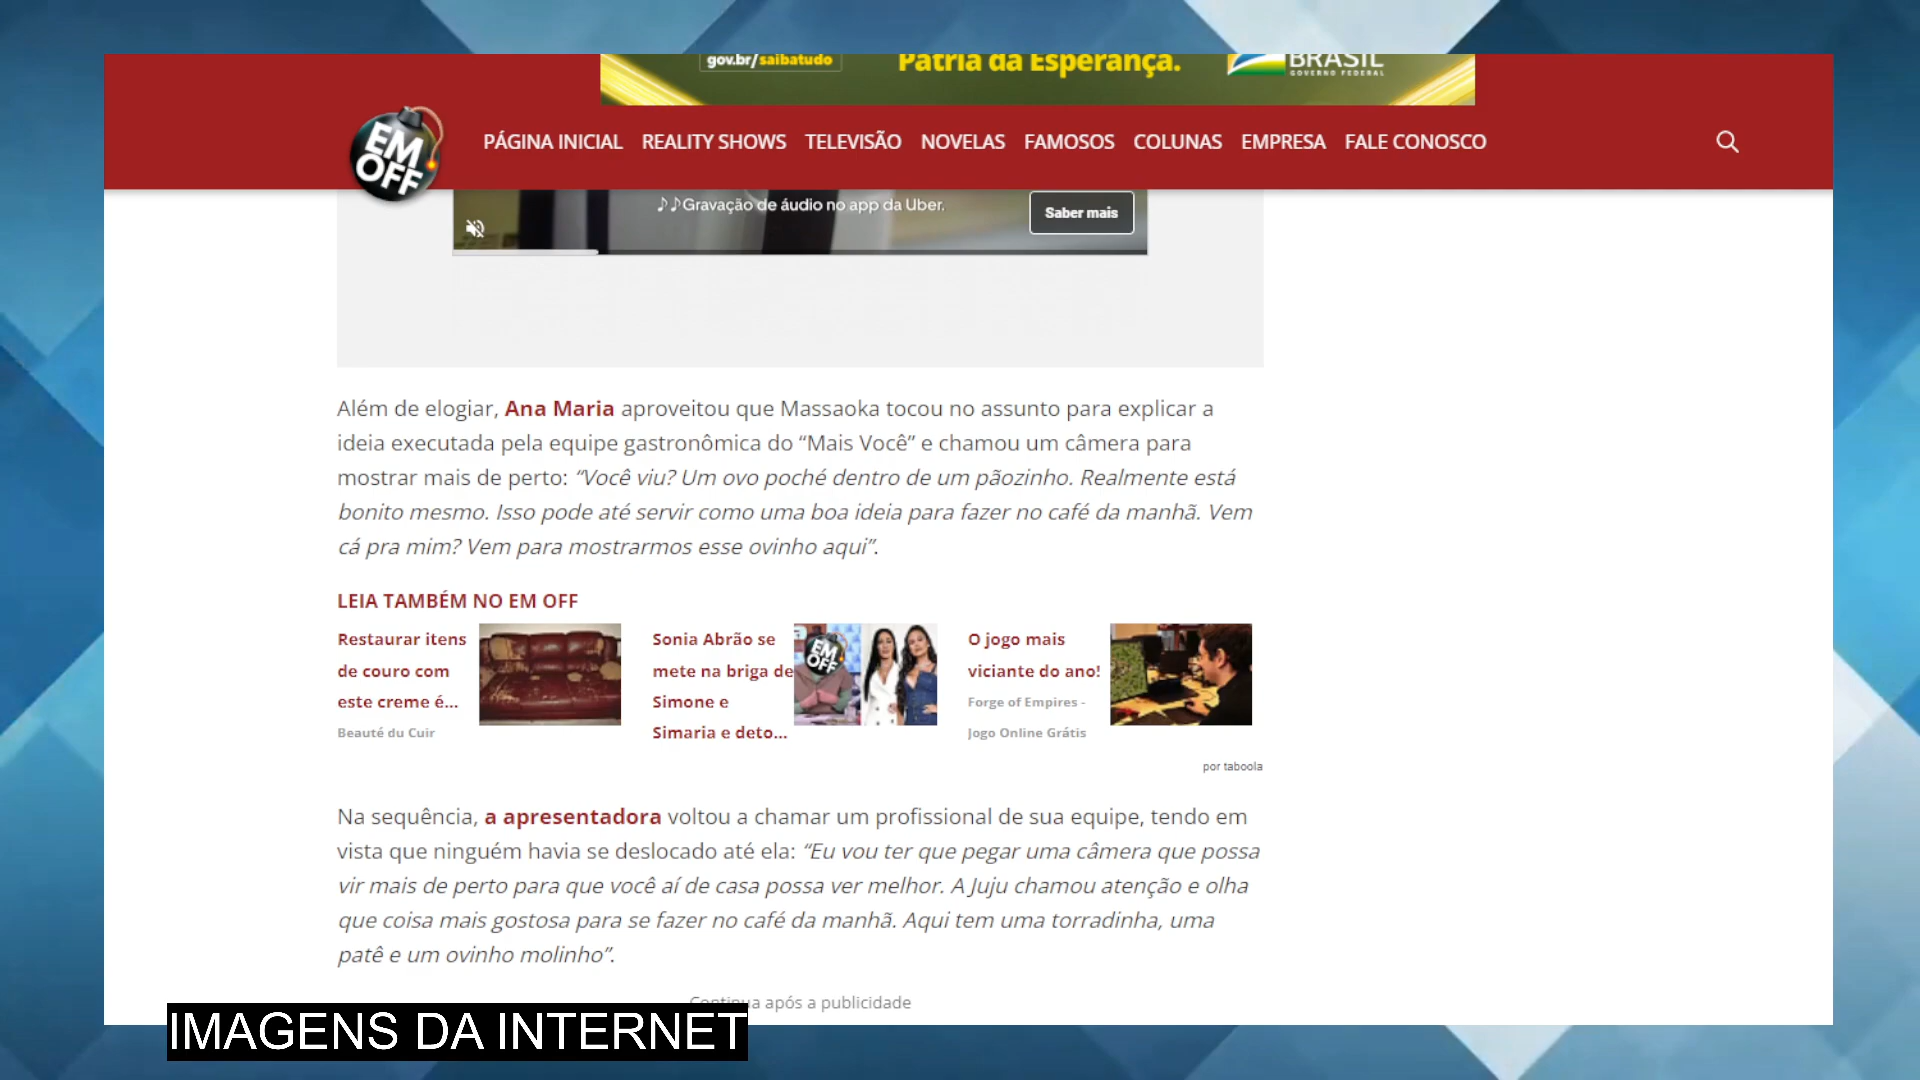 gov.br/saibatudo
Pátria da Esperança.
BRASIL
GOVERNO FEDERAL
EM
OFF
PÁGINA INICIAL REALITY SHOWS TELEVISÃO NOVELAS FAMOSOS COLUNAS EMPRESA FALE CONOSCO
♪♪Gravação de áudio no app da Uber.
Saber mais
Além de elogiar, Ana Maria aproveitou que Massaoka tocou no assunto para explicar a
ideia executada pela equipe gastronômica do “Mais Você” e chamou um câmera para
mostrar mais de perto: “Você viu? Um ovo poché dentro de um pãozinho. Realmente está
bonito mesmo. Isso pode até servir como uma boa ideia para fazer no café da manhã. Vem
cá pra mim? Vem para mostrarmos esse ovinho aqui”.
LEIA TAMBÉM NO EM OFF
Restaurar itens
de couro com
este creme é...
Beauté du Cuir
Sonia Abrão se
mete na briga de
Simone e
Simaria e deto...
EM
OFF
O jogo mais
viciante do ano!
Forge of Empires -
Jogo Online Grátis
por taboola
Na sequência, a apresentadora voltou a chamar um profissional de sua equipe, tendo em
vista que ninguém havia se deslocado até ela: “Eu vou ter que pegar uma câmera que possa
vir mais de perto para que você aí de casa possa ver melhor. A Juju chamou atenção e olha
que coisa mais gostosa para se fazer no café da manhã. Aqui tem uma torradinha, uma
patê e um ovinho molinho”.
Continua após a publicidade
IMAGENS DA INTERNET